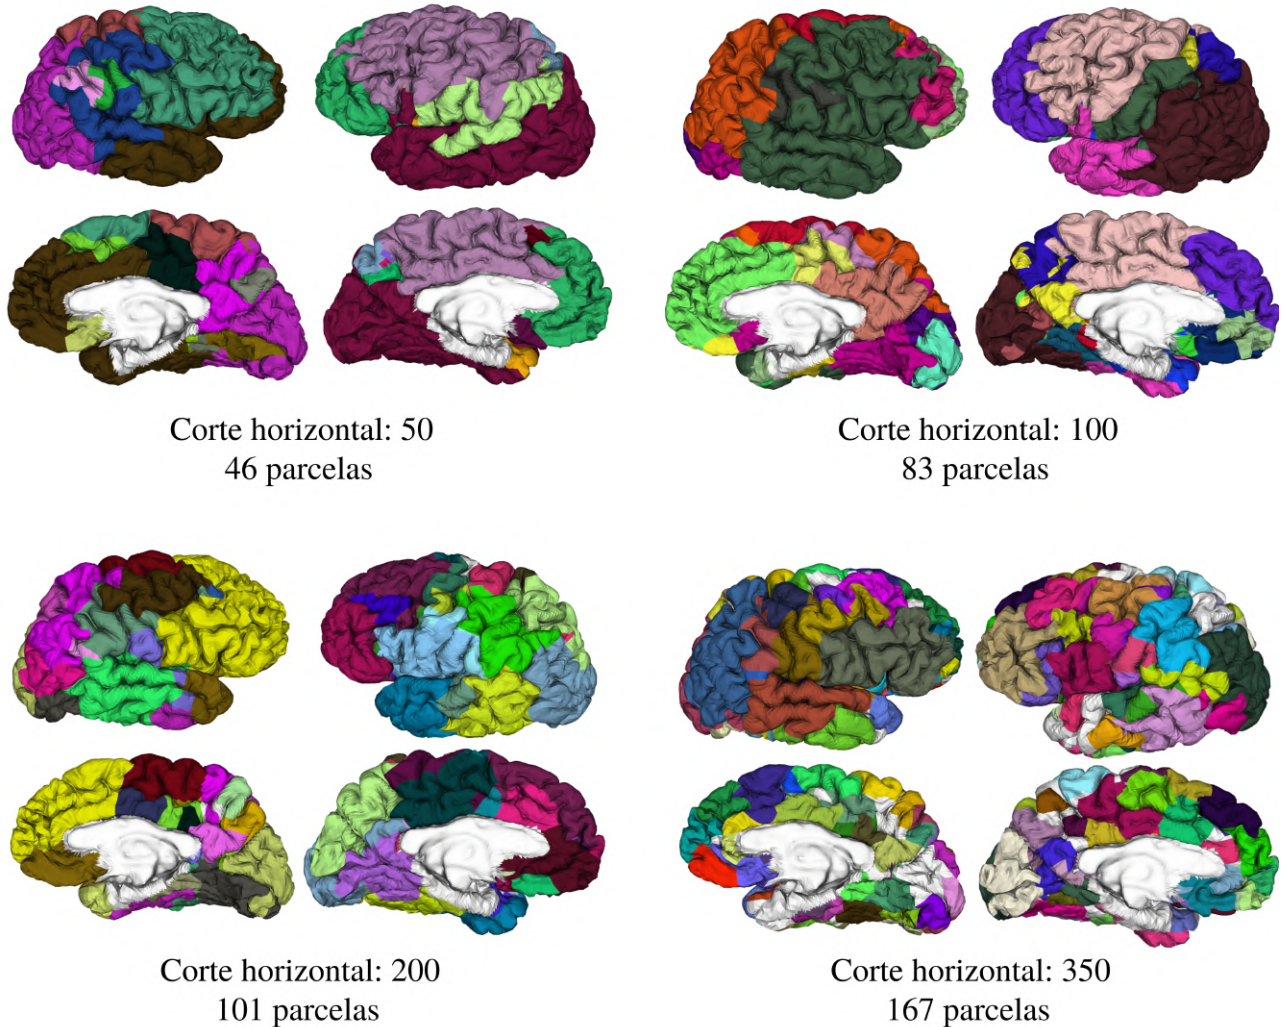 Corte horizontal: 50
46 parcelas
Corte horizontal: 100
83 parcelas
Corte horizontal: 200
101 parcelas
Corte horizontal: 350
167 parcelas